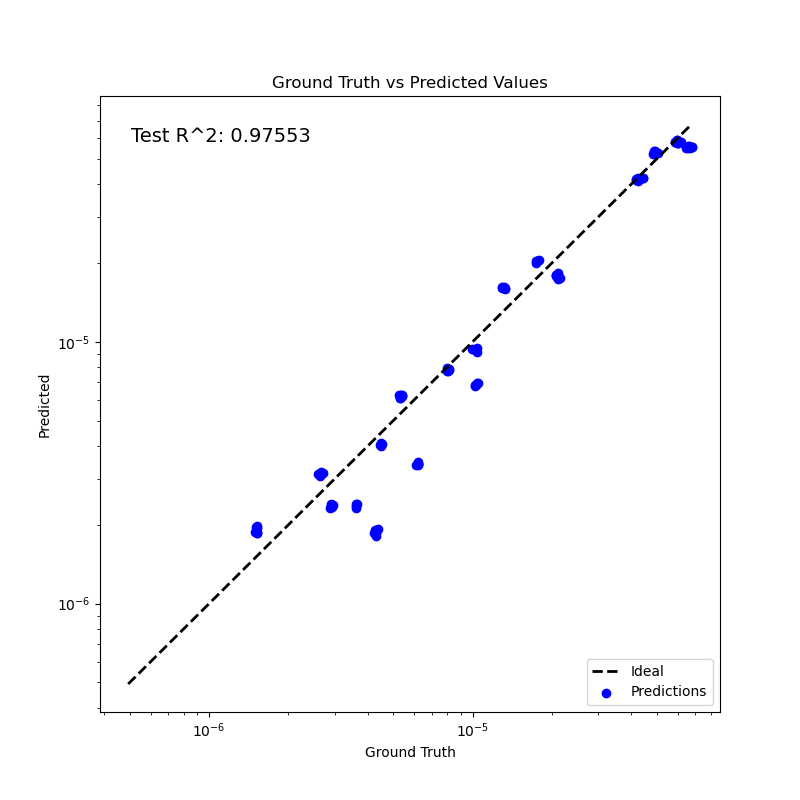 Ground Truth vs Predicted Values
Test R^2: 0.97553
Predicted
10⁻⁵
10⁻⁶
10⁻⁶
10⁻⁵
Ground Truth
Ideal
Predictions